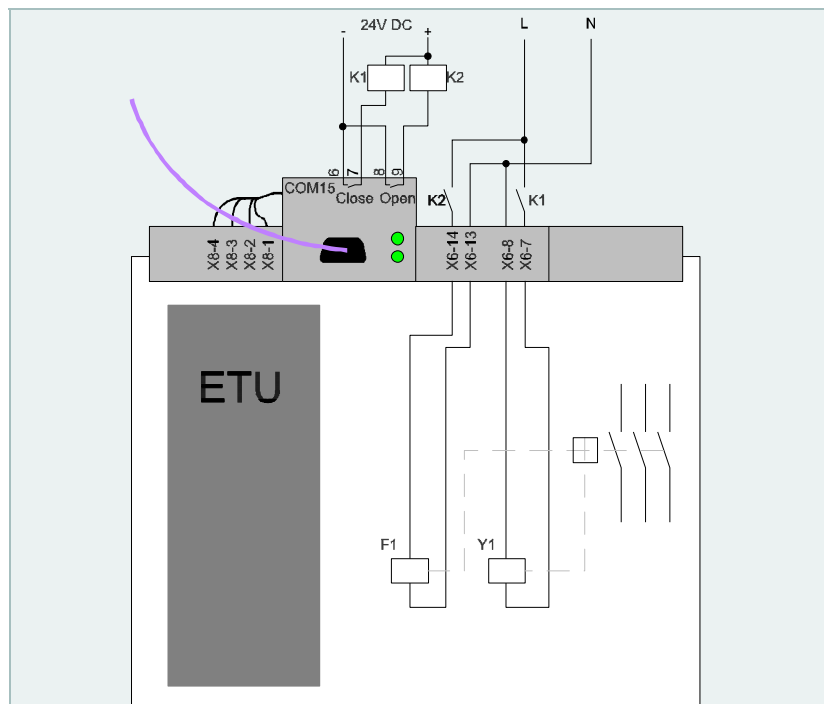 24V DC
- +
L N
K1 K2
6 7 8 9
COM15
Close Open
K2 K1
X8-4 X8-3 X8-2 X8-1
X6-14 X6-13 X6-8 X6-7
ETU
F1 Y1